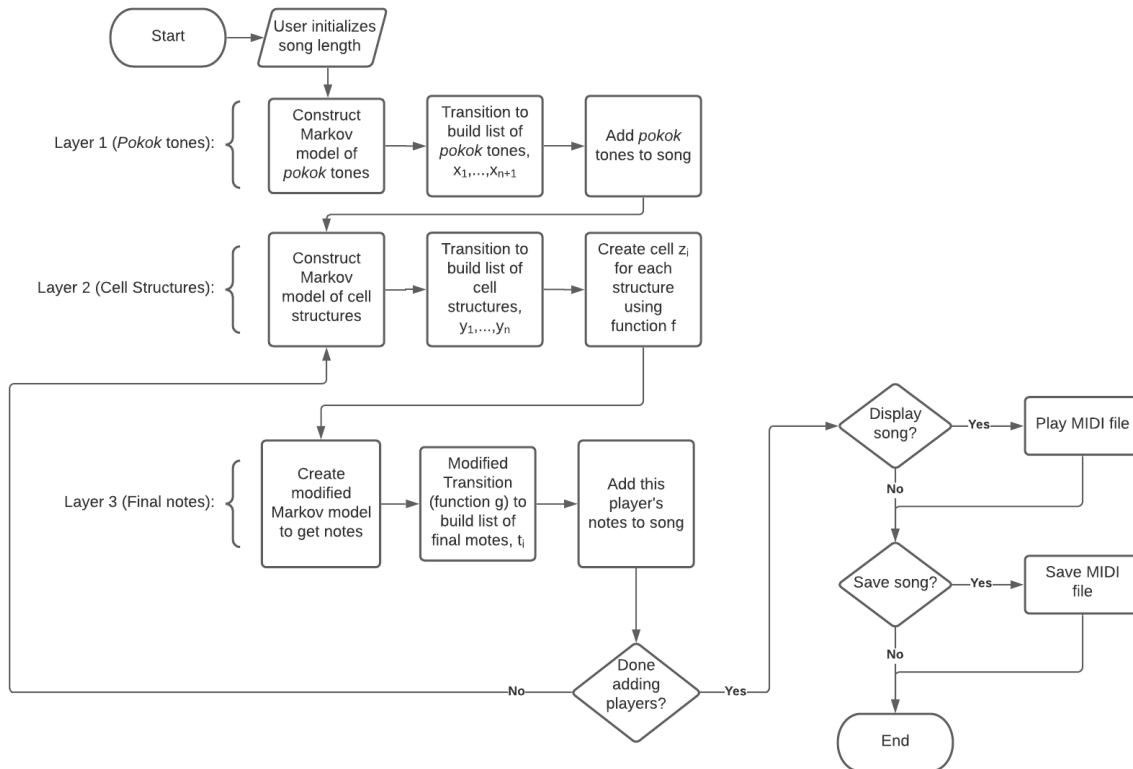 Start
User initializes
song length
Layer 1 (Pokok tones):
Construct
Markov
model of
pokok tones
Transition to
build list of
pokok tones,
x₁,...,xₙ₊₁
Add pokok
tones to song
Layer 2 (Cell Structures):
Construct
Markov
model of cell
structures
Transition to
build list of
cell
structures,
y₁,...,yₙ
Create cell zᵢ
for each
structure
using
function f
Layer 3 (Final notes):
Create
modified
Markov model
to get notes
Modified
Transition
(function g) to
build list of
final motes, tᵢ
Add this
player's
notes to song
Done
adding
players?
No
Yes
Display
song?
Yes
Play MIDI file
No
Save song?
Yes
Save MIDI
file
No
End